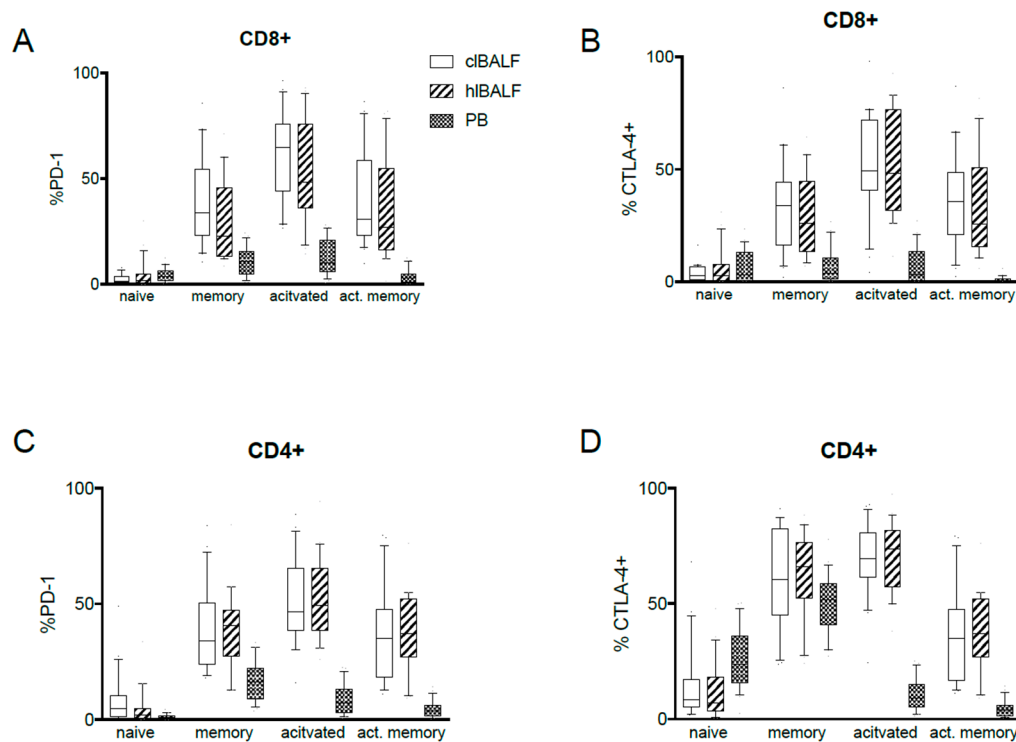 A
CD8+
cIBALF
hIBALF
PB
%PD-1
100
50
0
naive
memory
acitvated
act. memory
B
CD8+
% CTLA-4+
100
50
0
naive
memory
acitvated
act. memory
C
CD4+
%PD-1
100
50
0
naive
memory
acitvated
act. memory
D
CD4+
% CTLA-4+
100
50
0
naive
memory
acitvated
act. memory